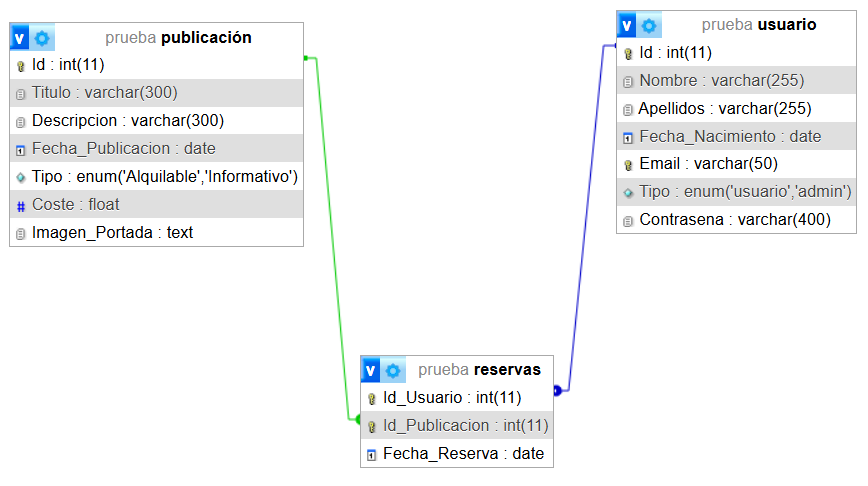 v prueba publicación
Id : int(11)
Titulo : varchar(300)
Descripcion : varchar(300)
Fecha_Publicacion : date
Tipo : enum('Alquilable','Informativo')
# Coste : float
Imagen_Portada : text
v prueba usuario
Id : int(11)
Nombre : varchar(255)
Apellidos : varchar(255)
Fecha_Nacimiento : date
Email : varchar(50)
Tipo : enum('usuario','admin')
Contrasena : varchar(400)
v prueba reservas
Id_Usuario : int(11)
Id_Publicacion : int(11)
Fecha_Reserva : date